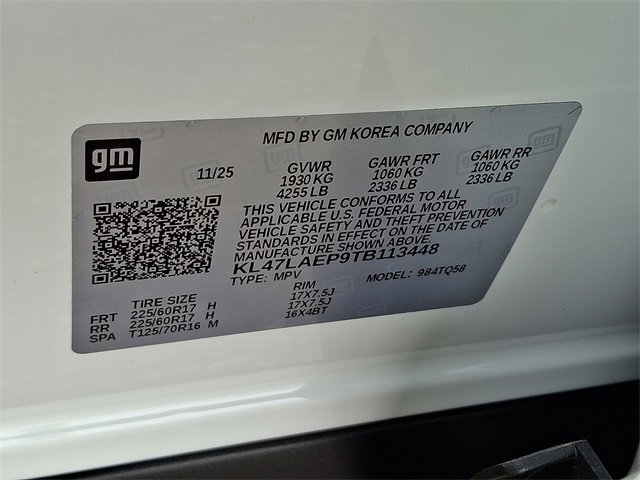 MFD BY GM KOREA COMPANY
gm
11/25 GVWR GAWR FRT GAWR RR
1930 KG 1060 KG 1060 KG
4255 LB 2336 LB 2336 LB
THIS VEHICLE CONFORMS TO ALL
APPLICABLE U.S. FEDERAL MOTOR
VEHICLE SAFETY AND THEFT PREVENTION
STANDARDS IN EFFECT ON THE DATE OF
MANUFACTURE SHOWN ABOVE.
KL47LAEP9TB113448
TYPE: MPV MODEL: 984TQ58
TIRE SIZE RIM
FRT 225/60R17 H 17X7.5J
RR 225/60R17 H 17X7.5J
SPA T125/70R16 M 16X4BT